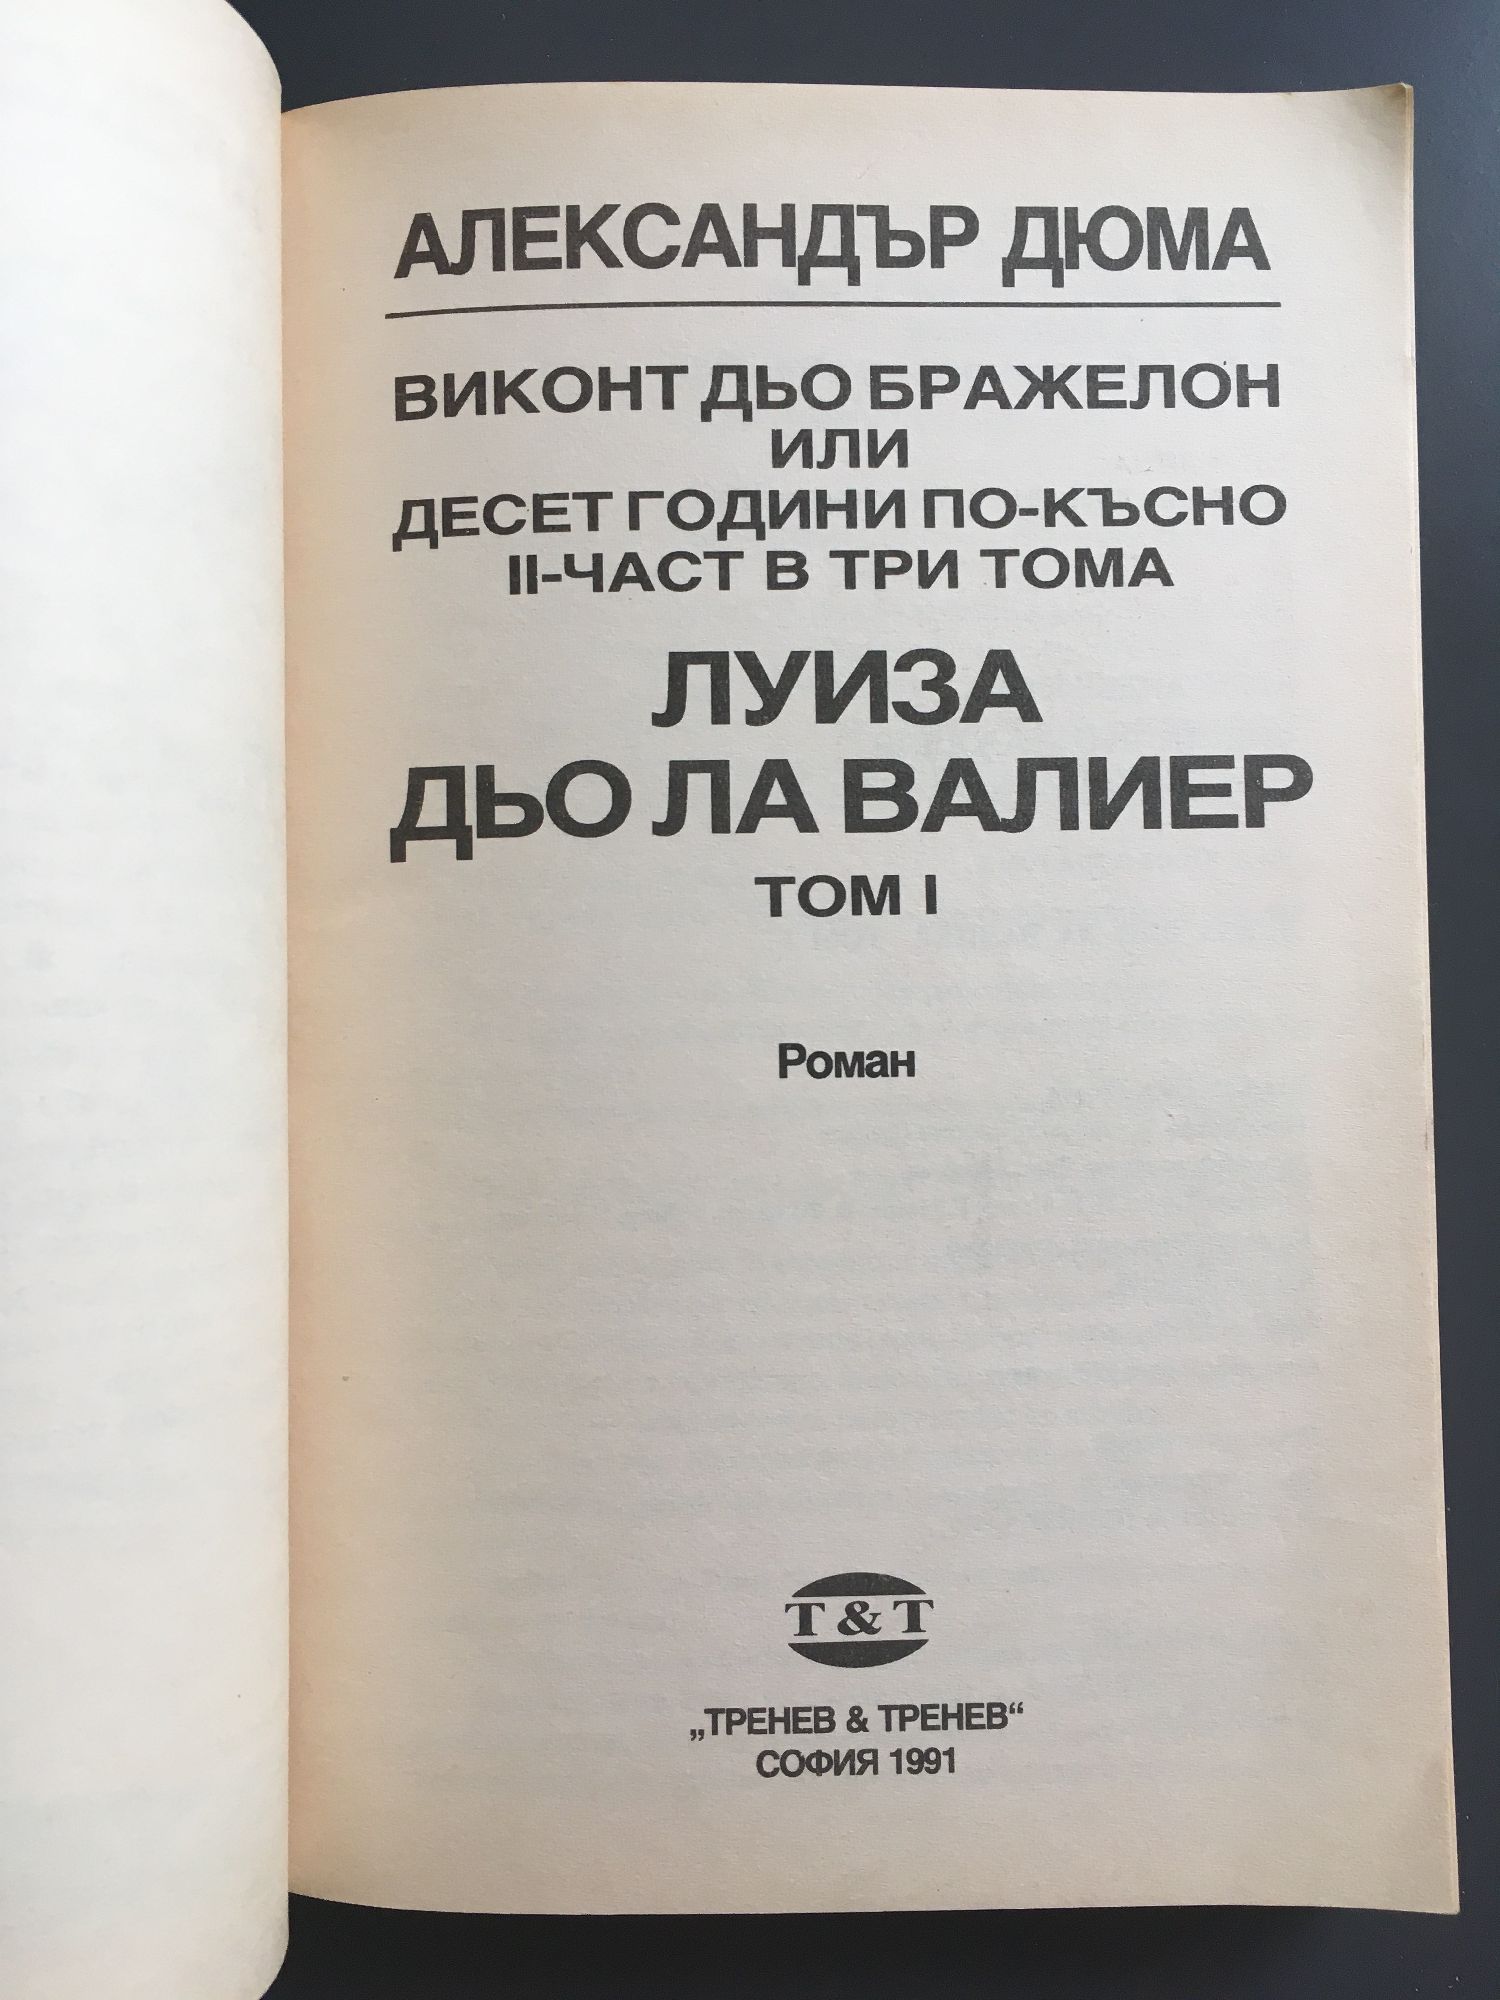 АЛЕКСАНДЪР ДЮМА
ВИКОНТ ДЬО БРАЖЕЛОН
ИЛИ
ДЕСЕТ ГОДИНИ ПО-КЪСНО
II-ЧАСТ В ТРИ ТОМА
ЛУИЗА
ДЬО ЛА ВАЛИЕР
ТОМ I
Роман
T & T
„ТРЕНЕВ & ТРЕНЕВ“
СОФИЯ 1991